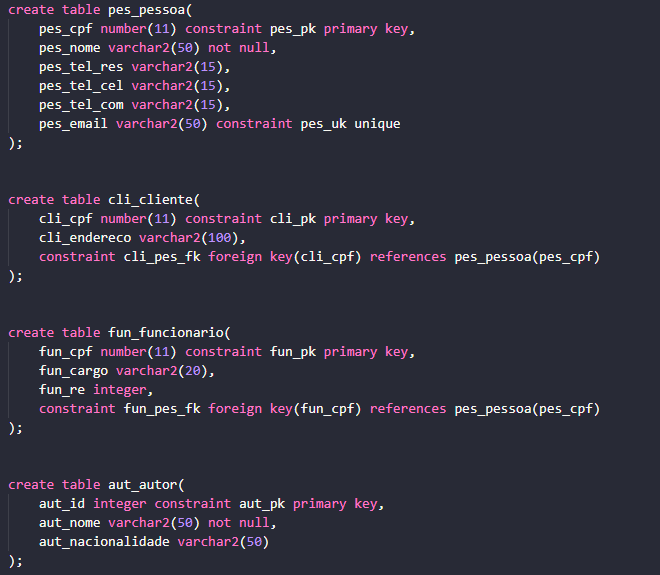 create table pes_pessoa(
    pes_cpf number(11) constraint pes_pk primary key,
    pes_nome varchar2(50) not null,
    pes_tel_res varchar2(15),
    pes_tel_cel varchar2(15),
    pes_tel_com varchar2(15),
    pes_email varchar2(50) constraint pes_uk unique
);
create table cli_cliente(
    cli_cpf number(11) constraint cli_pk primary key,
    cli_endereco varchar2(100),
    constraint cli_pes_fk foreign key(cli_cpf) references pes_pessoa(pes_cpf)
);
create table fun_funcionario(
    fun_cpf number(11) constraint fun_pk primary key,
    fun_cargo varchar2(20),
    fun_re integer,
    constraint fun_pes_fk foreign key(fun_cpf) references pes_pessoa(pes_cpf)
);
create table aut_autor(
    aut_id integer constraint aut_pk primary key,
    aut_nome varchar2(50) not null,
    aut_nacionalidade varchar2(50)
);